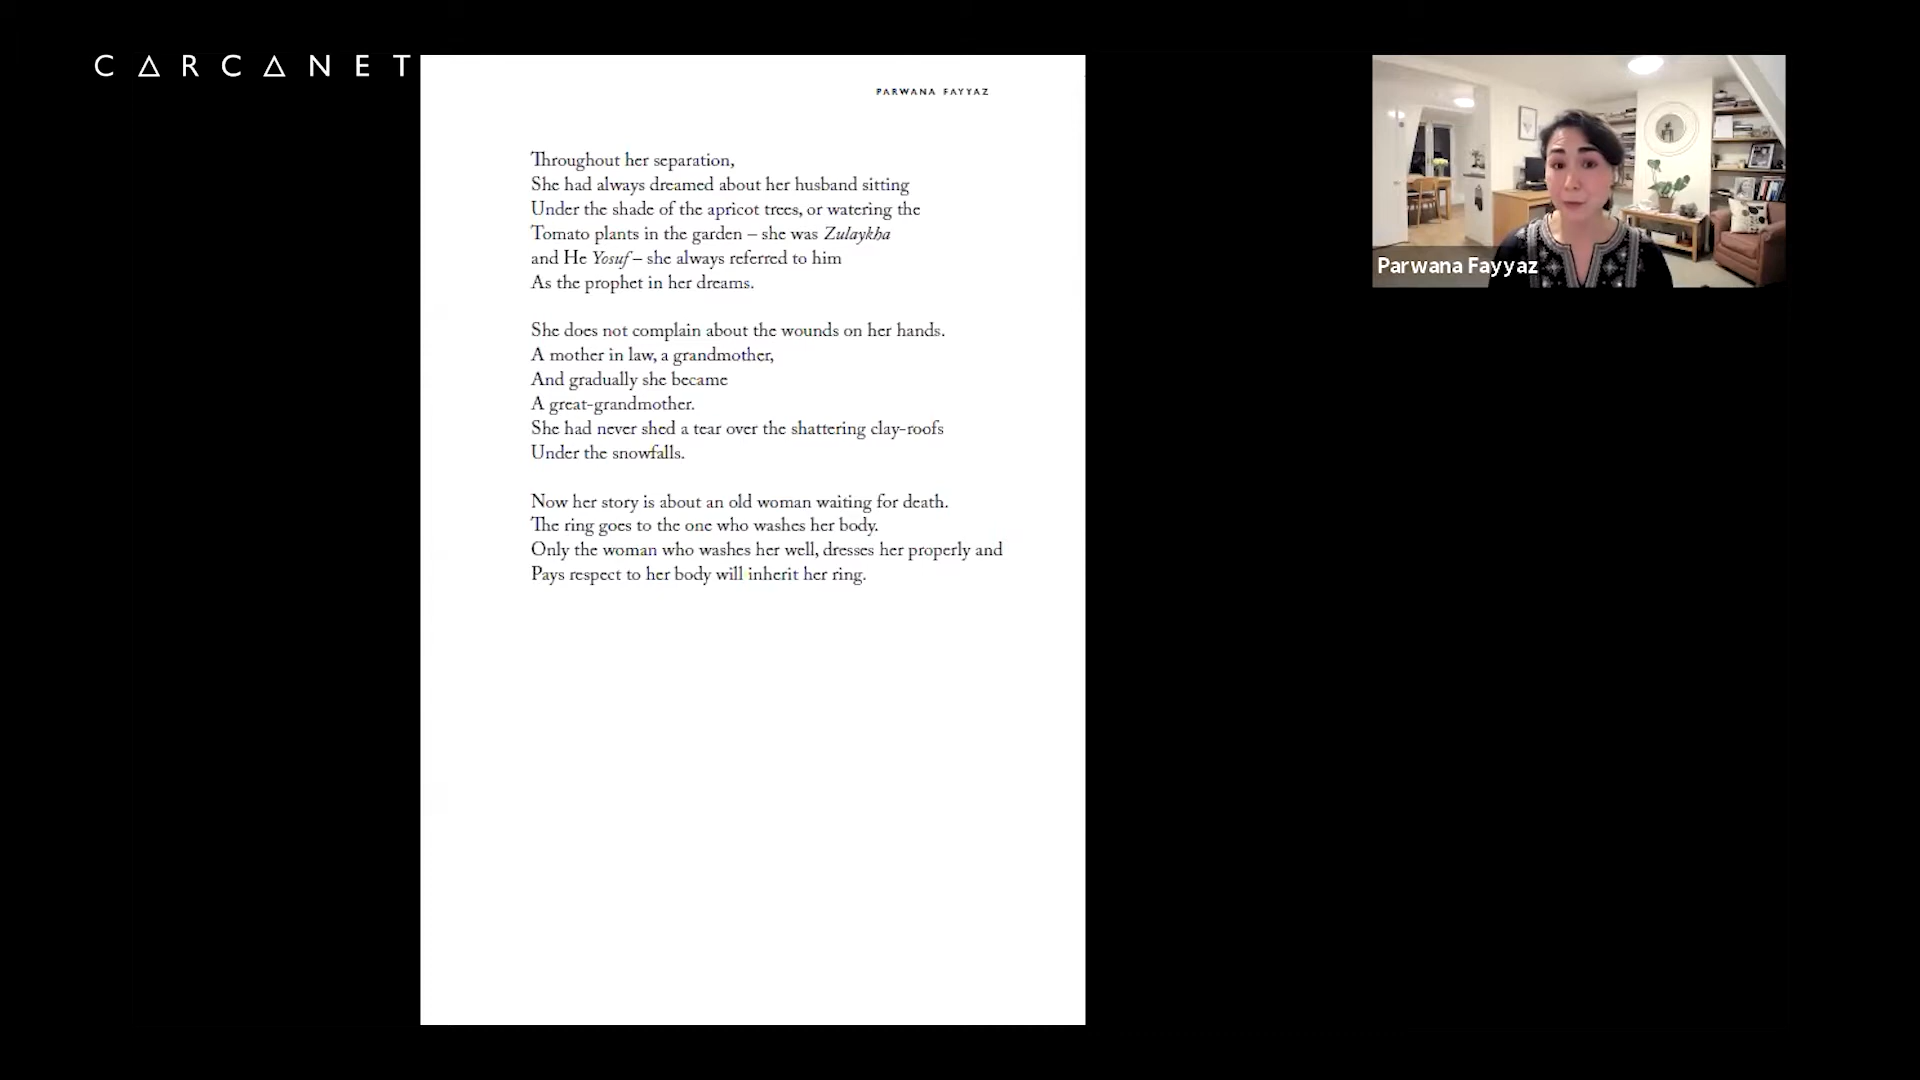 CARCANET
PARWANA FAYYAZ
Throughout her separation,
She had always dreamed about her husband sitting
Under the shade of the apricot trees, or watering the
Tomato plants in the garden – she was Zulaykha
and He Yosuf – she always referred to him
As the prophet in her dreams.
She does not complain about the wounds on her hands.
A mother in law, a grandmother,
And gradually she became
A great-grandmother.
She had never shed a tear over the shattering clay-roofs
Under the snowfalls.
Now her story is about an old woman waiting for death.
The ring goes to the one who washes her body.
Only the woman who washes her well, dresses her properly and
Pays respect to her body will inherit her ring.
Parwana Fayyaz